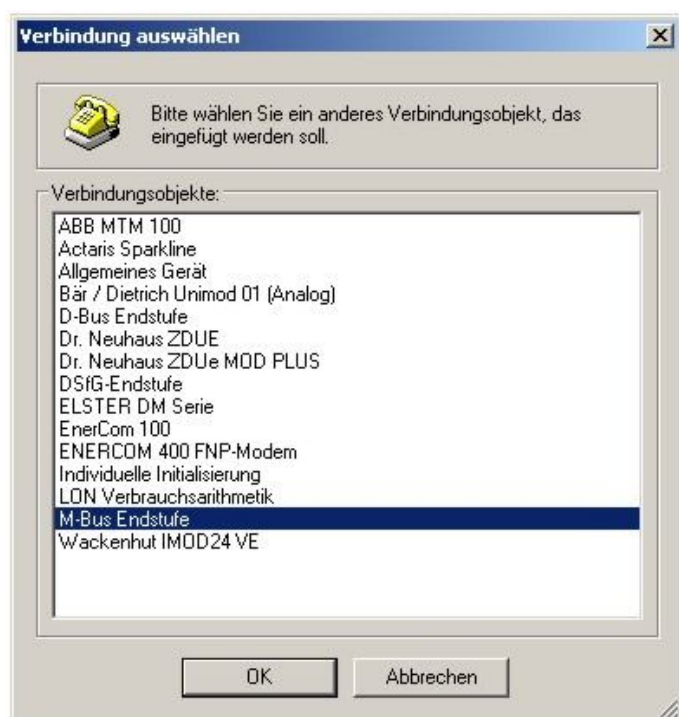 Verbindung auswählen
Bitte wählen Sie ein anderes Verbindungsobjekt, das
eingefügt werden soll.
Verbindungsobjekte:
ABB MTM 100
Actaris Sparkline
Allgemeines Gerät
Bär / Dietrich Unimod 01 (Analog)
D-Bus Endstufe
Dr. Neuhaus ZDUE
Dr. Neuhaus ZDUe MOD PLUS
DSfG-Endstufe
ELSTER DM Serie
EnerCom 100
ENERCOM 400 FNP-Modem
Individuelle Initialisierung
LON Verbrauchsarithmetik
M-Bus Endstufe
Wackenhut IMOD24 VE
OK
Abbrechen